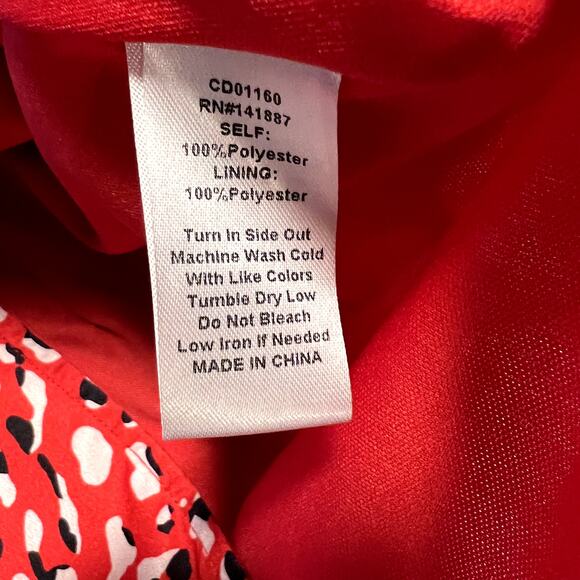 CD01160
RN#141887
SELF:
100%Polyester
LINING:
100%Polyester
Turn In Side Out
Machine Wash Cold
With Like Colors
Tumble Dry Low
Do Not Bleach
Low Iron If Needed
MADE IN CHINA